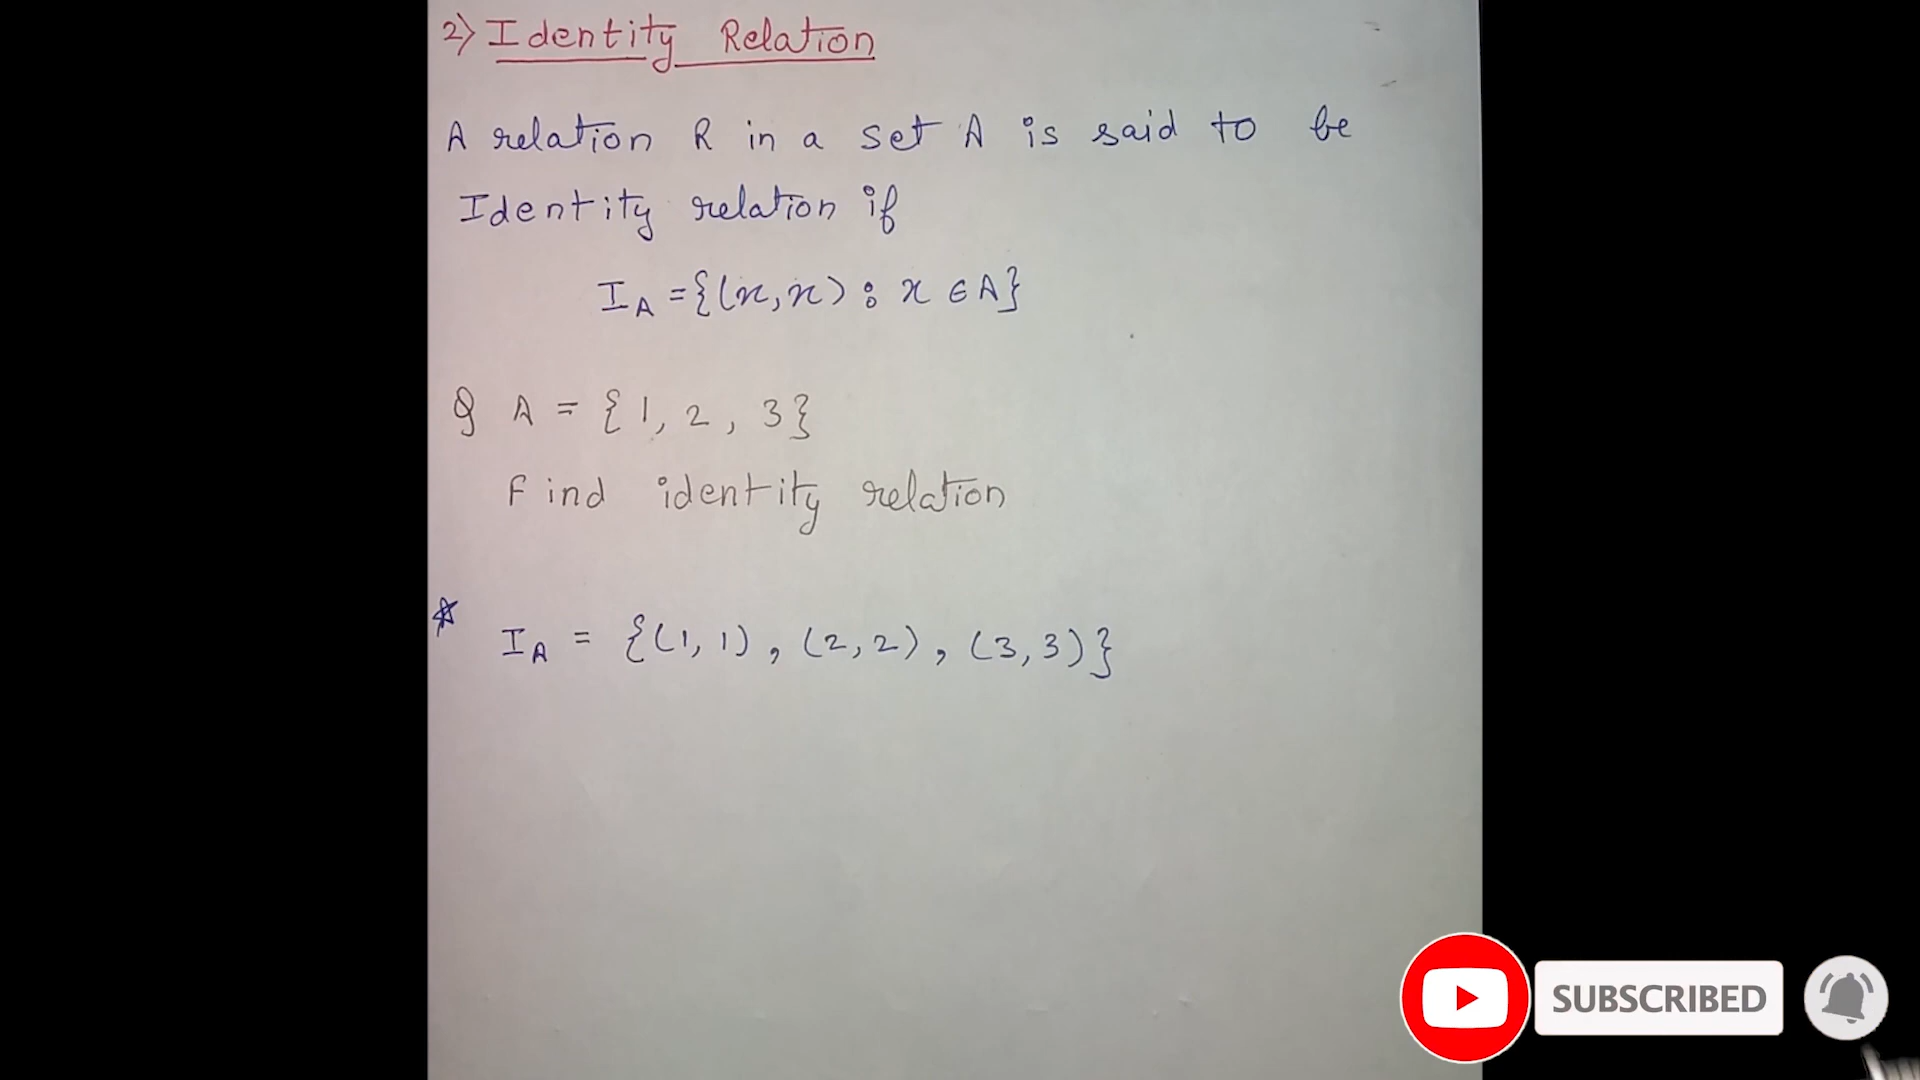 2) Identity Relation
A relation R in a set A is said to be
Identity relation if
I_A = {(x,x) : x ∈ A}
Q A = {1, 2, 3}
Find identity relation
* I_A = {(1, 1), (2, 2), (3, 3)}
SUBSCRIBED